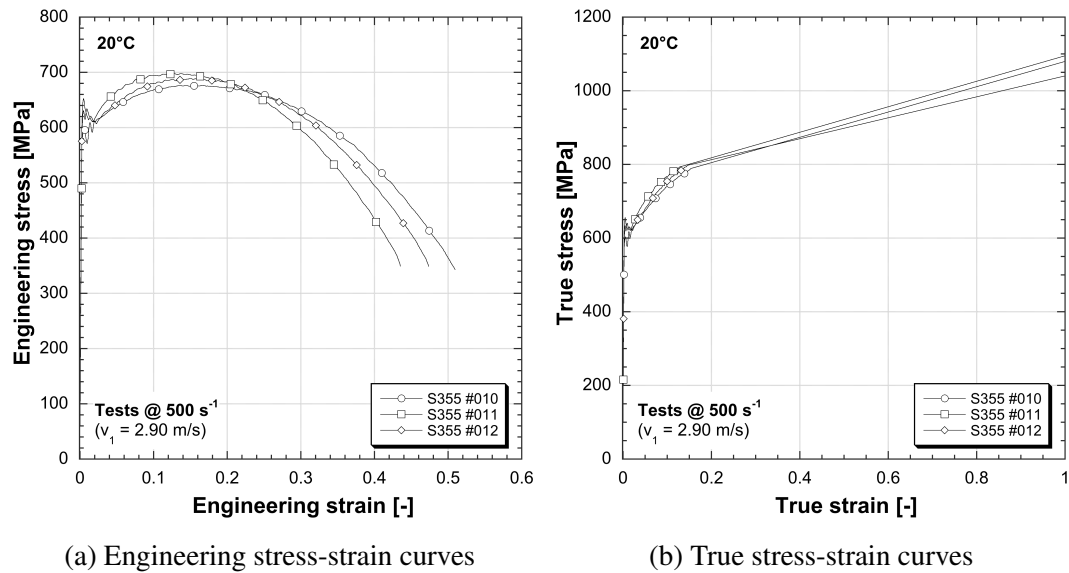 800
700
600
500
400
300
200
100
0
Engineering stress [MPa]
20°C
Tests @ 500 s⁻¹
(v₁ = 2.90 m/s)
S355 #010
S355 #011
S355 #012
0 0.1 0.2 0.3 0.4 0.5 0.6
Engineering strain [-]
(a) Engineering stress-strain curves
1200
1000
800
600
400
200
0
True stress [MPa]
20°C
Tests @ 500 s⁻¹
(v₁ = 2.90 m/s)
S355 #010
S355 #011
S355 #012
0 0.2 0.4 0.6 0.8 1
True strain [-]
(b) True stress-strain curves